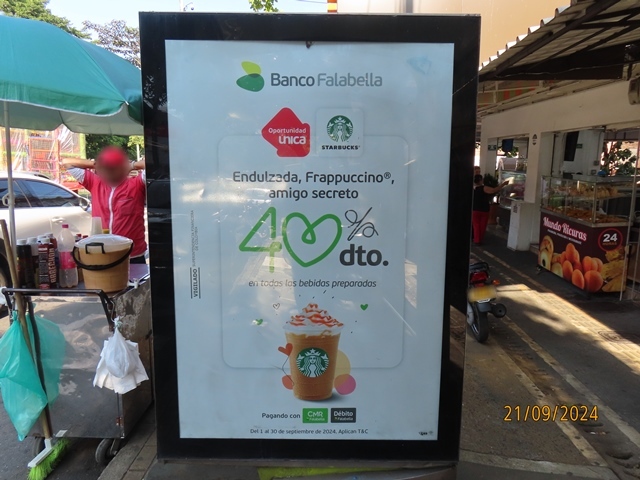 Banco Falabella
Oportunidad
única
STARBUCKS
Endulzada, Frappuccino®,
amigo secreto
40%
dto.
en todas las bebidas preparadas
VIGILADO
Pagando con CMR Débito
Del 1 al 30 de septiembre de 2024, Aplican T&C
Mundo Ricuras
24
21/09/2024